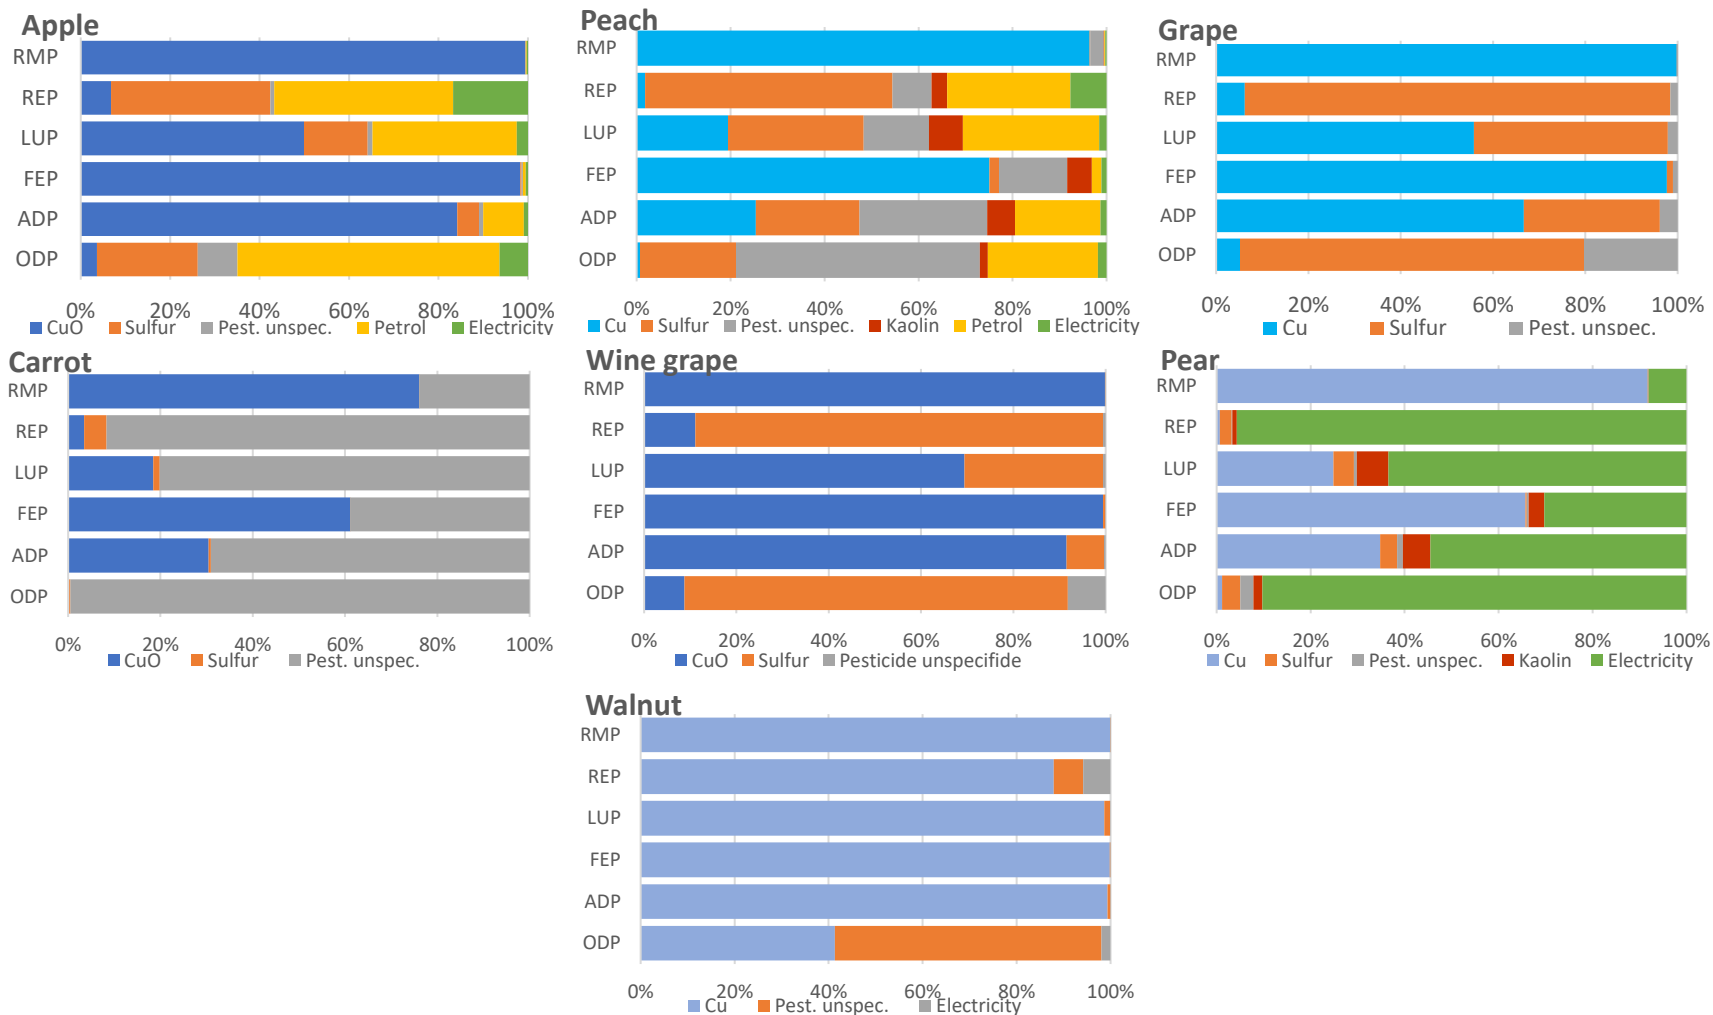 Apple
RMP
REP
LUP
FEP
ADP
ODP
0% 20% 40% 60% 80% 100%
CuO Sulfur Pest. unspec. Petrol Electricity
Peach
RMP
REP
LUP
FEP
ADP
ODP
0% 20% 40% 60% 80% 100%
Cu Sulfur Pest. unspec. Kaolin Petrol Electricity
Grape
RMP
REP
LUP
FEP
ADP
ODP
0% 20% 40% 60% 80% 100%
Cu Sulfur Pest. unspec.
Carrot
RMP
REP
LUP
FEP
ADP
ODP
0% 20% 40% 60% 80% 100%
CuO Sulfur Pest. unspec.
Wine grape
RMP
REP
LUP
FEP
ADP
ODP
0% 20% 40% 60% 80% 100%
CuO Sulfur Pesticide unspecifide
Pear
RMP
REP
LUP
FEP
ADP
ODP
0% 20% 40% 60% 80% 100%
Cu Sulfur Pest. unspec. Kaolin Electricity
Walnut
RMP
REP
LUP
FEP
ADP
ODP
0% 20% 40% 60% 80% 100%
Cu Pest. unspec. Electricity